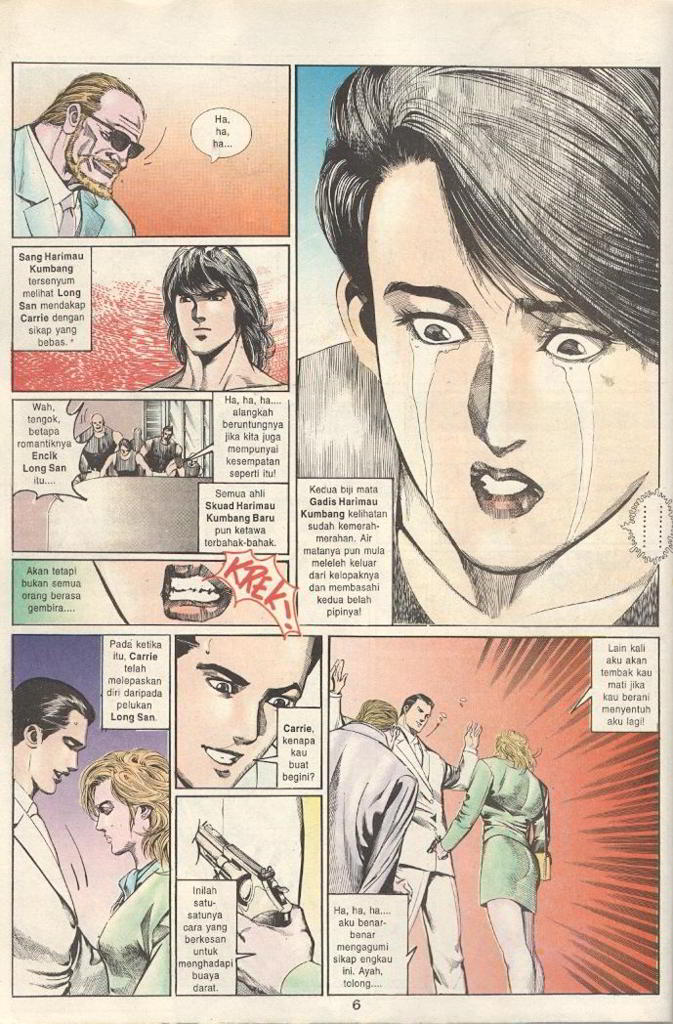 Ha,
ha,
ha...
Sang Harimau
Kumbang
tersenyum
melihat Long
San mendakap
Carrie dengan
sikap yang
bebas. *
Wah,
tengok,
betapa
romantiknya
Encik
Long San
itu....
Ha, ha, ha....
alangkah
beruntungnya
jika kita juga
mempunyai
kesempatan
seperti itu!
Semua ahli
Skuad Harimau
Kumbang Baru
pun ketawa
terbahak-bahak.
Akan tetapi
bukan semua
orang berasa
gembira....
KREK!
Kedua biji mata
Gadis Harimau
Kumbang kelihatan
sudah kemerah-
merahan. Air
matanya pun mula
meleleh keluar
dari kelopaknya
dan membasahi
kedua belah
pipinya!
Pada ketika
itu, Carrie
telah
melepaskan
diri daripada
pelukan
Long San.
Carrie,
kenapa
kau buat
begini?
Inilah
satu-
satunya
cara yang
berkesan
untuk
menghadapi
buaya
darat.
Lain kali
aku akan
tembak kau
mati jika
kau berani
menyentuh
aku lagi!
Ha, ha, ha....
aku benar-
benar
mengagumi
sikap engkau
ini. Ayah,
tolong....
6